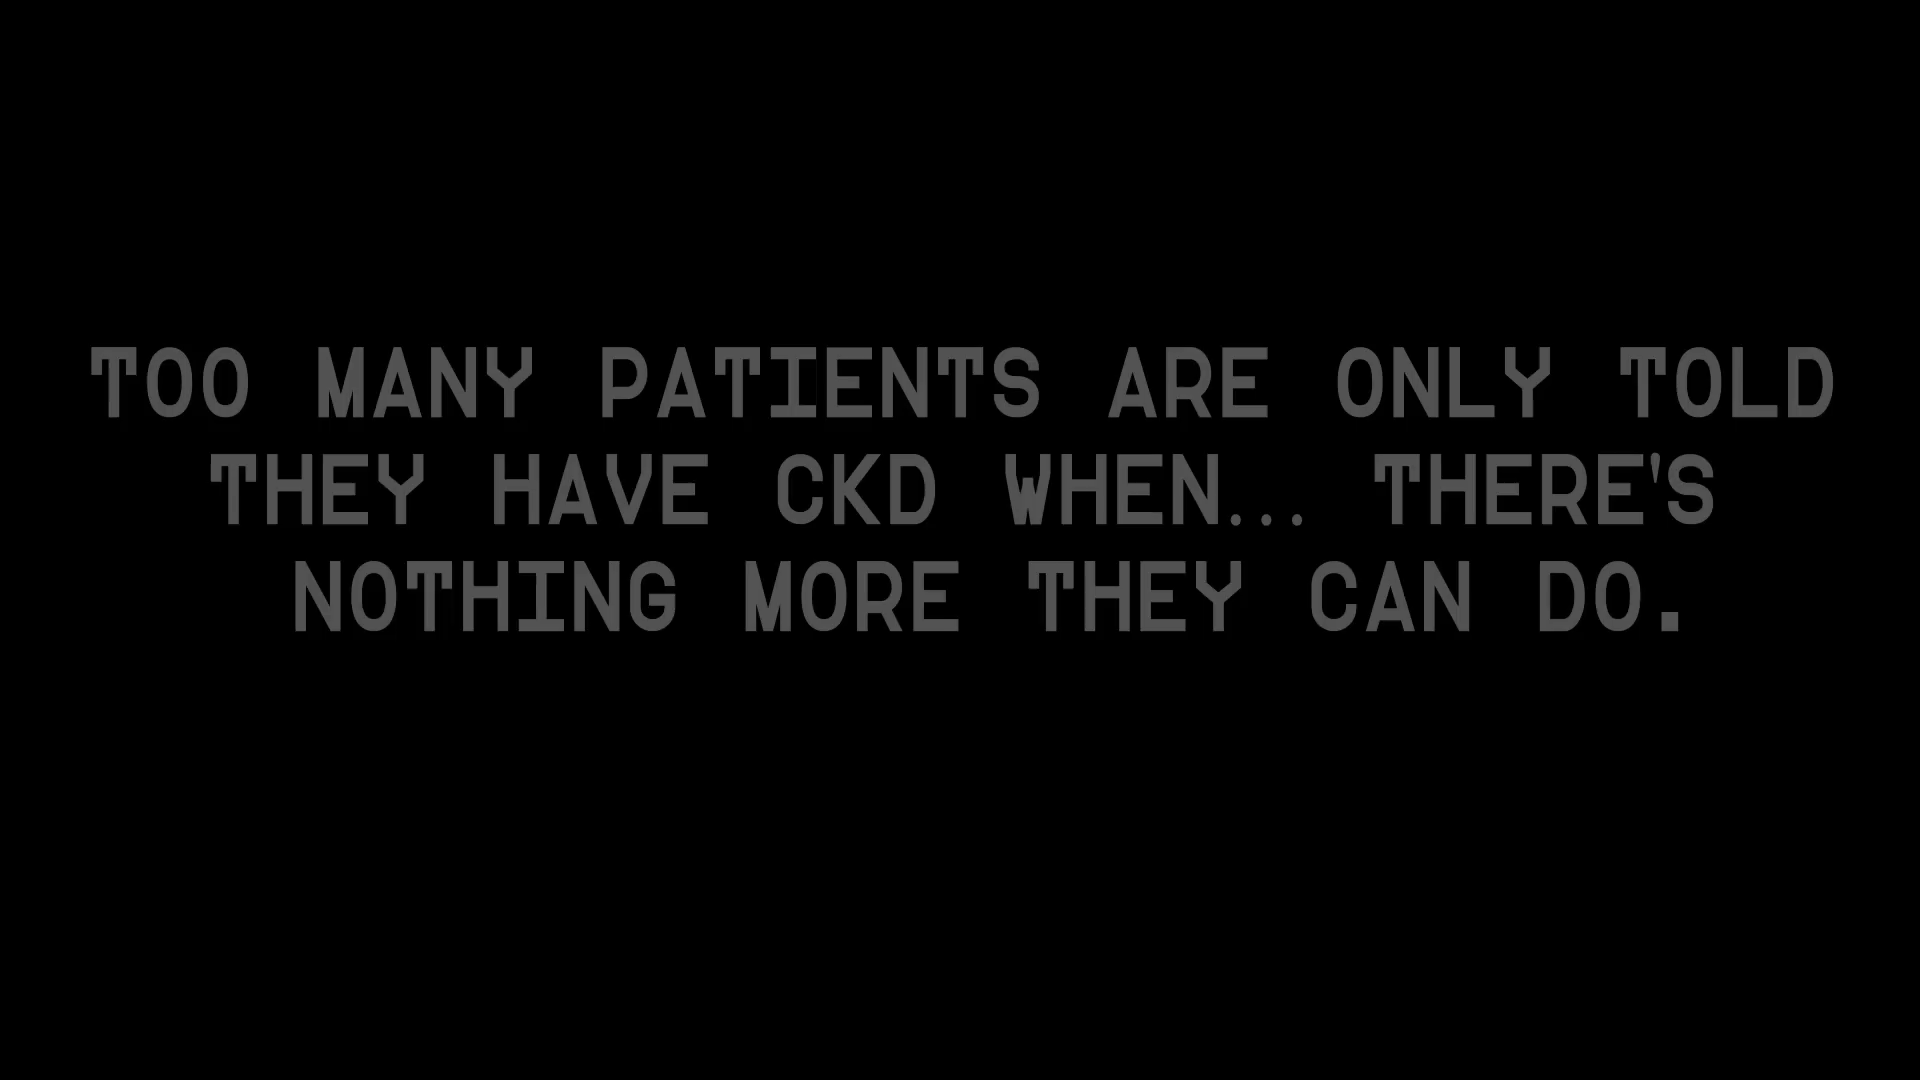 TOO MANY PATIENTS ARE ONLY TOLD
THEY HAVE CKD WHEN... THERE'S
NOTHING MORE THEY CAN DO.